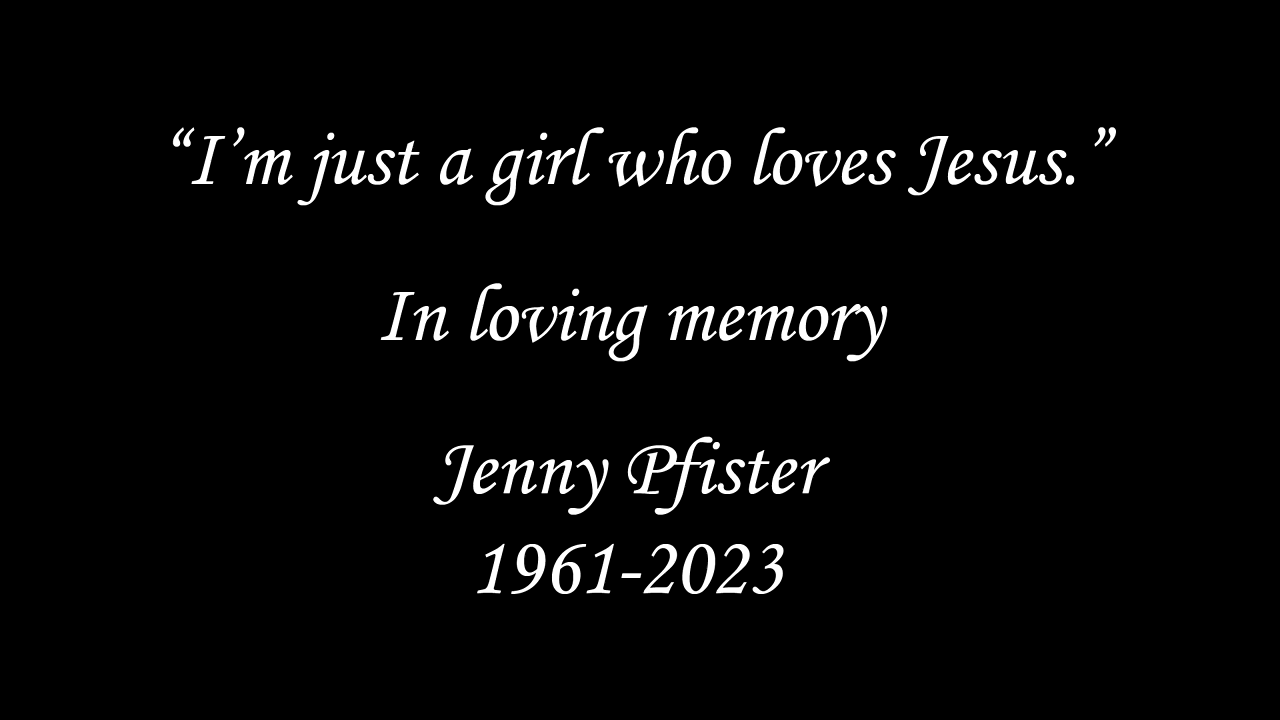 “I’m just a girl who loves Jesus.”
In loving memory
Jenny Pfister
1961-2023